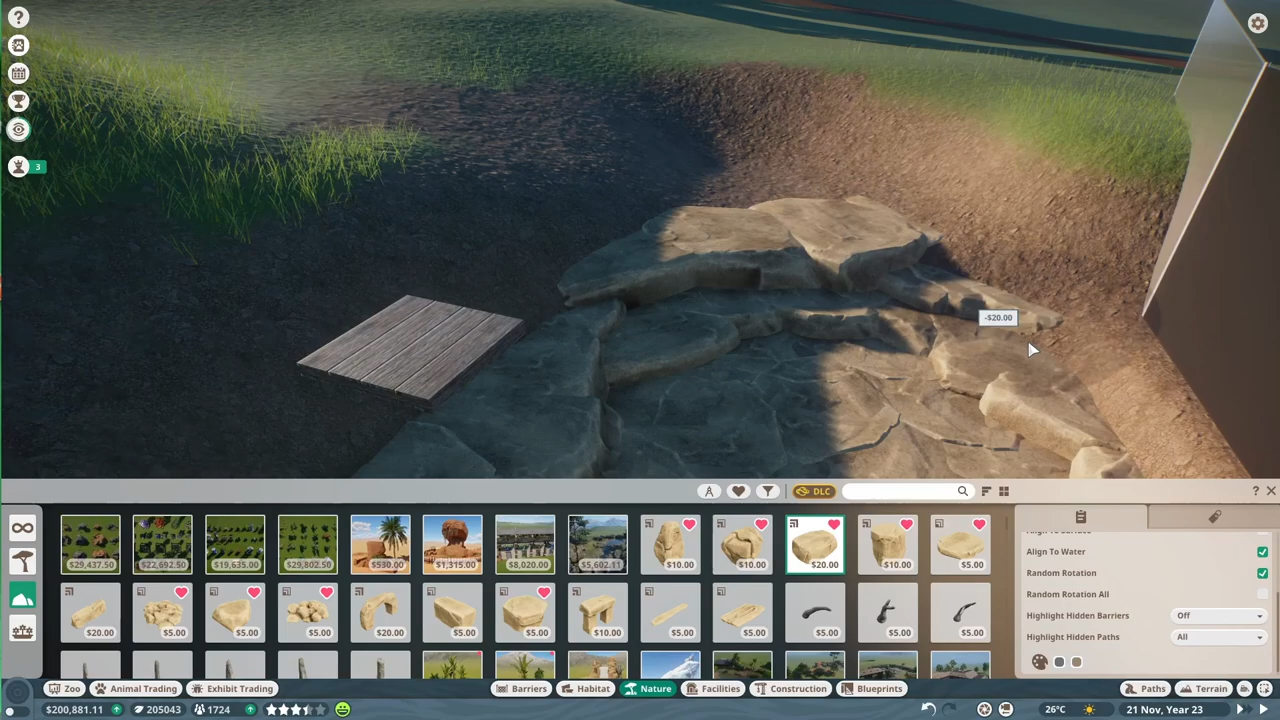 ?
3
-$20.00
DLC
? ×
$29,437.50 $22,692.50 $19,635.00 $29,802.50 $530.00 $1,315.00 $8,020.00 $5,602.11 $10.00 $10.00 $20.00 $10.00 $5.00
$20.00 $5.00 $5.00 $5.00 $20.00 $5.00 $5.00 $10.00 $5.00 $5.00 $5.00 $5.00 $5.00
Align To Water
Random Rotation
Random Rotation All
Highlight Hidden Barriers Off
Highlight Hidden Paths All
Zoo Animal Trading Exhibit Trading Barriers Habitat Nature Facilities Construction Blueprints Paths Terrain
$200,881.11 205043 1724 26°C 21 Nov, Year 23